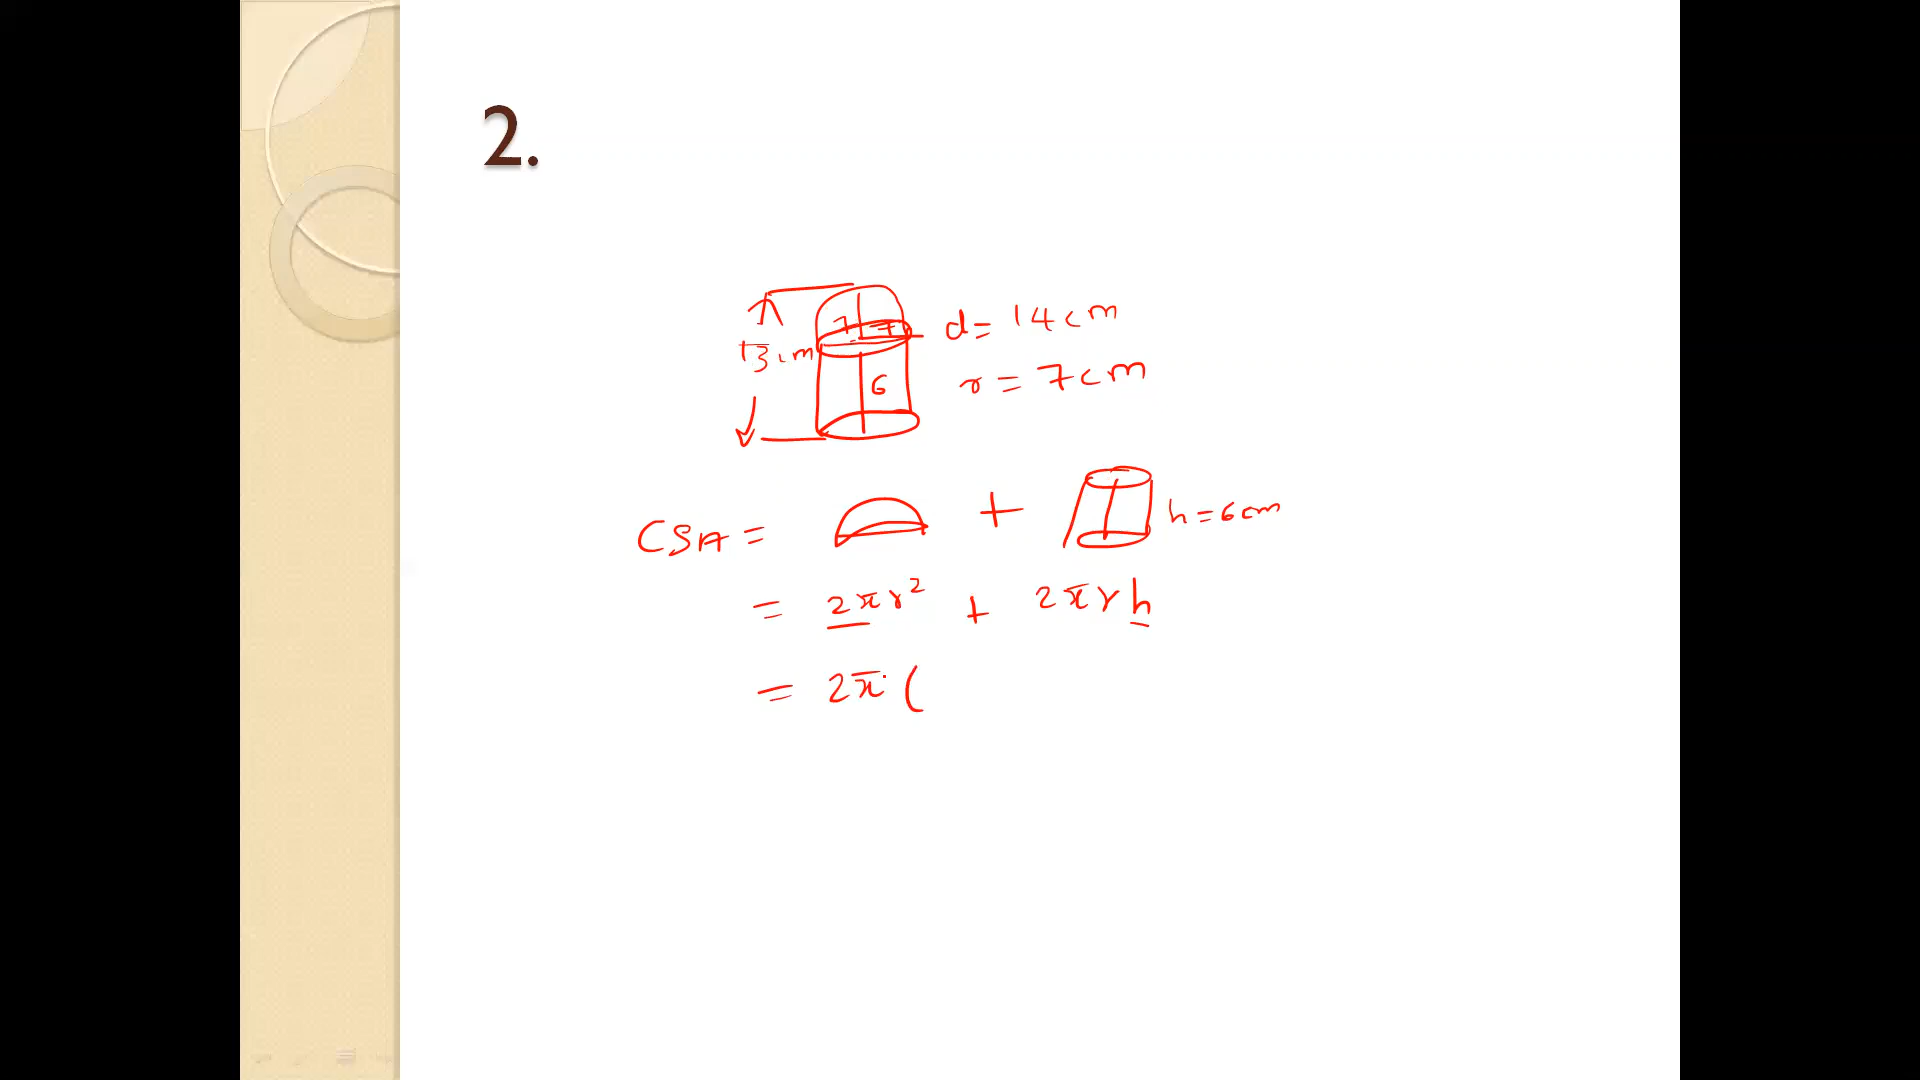 2.
7 7 d = 14 cm
13 cm
6 r = 7 cm
CSA = + h = 6 cm
= 2πr² + 2πrh
= 2π (